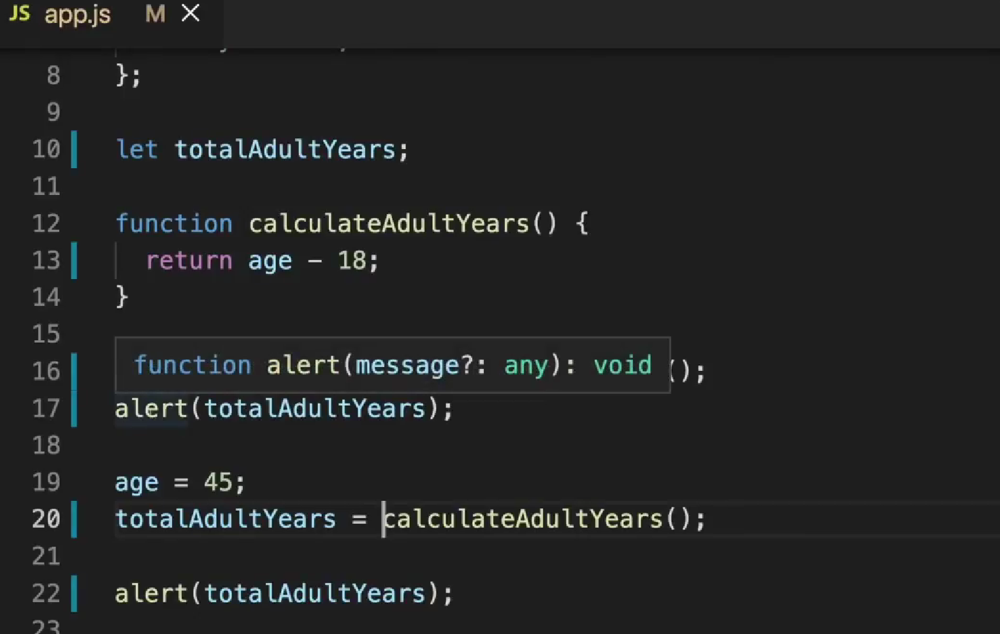 JS app.js M
8 };
9
10 let totalAdultYears;
11
12 function calculateAdultYears() {
13 return age - 18;
14 }
15
function alert(message?: any): void
16 ();
17 alert(totalAdultYears);
18
19 age = 45;
20 totalAdultYears = calculateAdultYears();
21
22 alert(totalAdultYears);
23